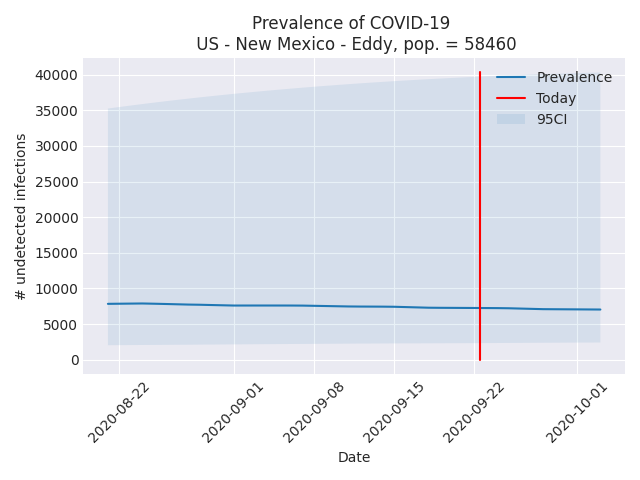 Prevalence of COVID-19
US - New Mexico - Eddy, pop. = 58460
40000
35000
30000
25000
20000
15000
10000
5000
0
# undetected infections
Prevalence
Today
95CI
2020-08-22
2020-09-01
2020-09-08
2020-09-15
2020-09-22
2020-10-01
Date